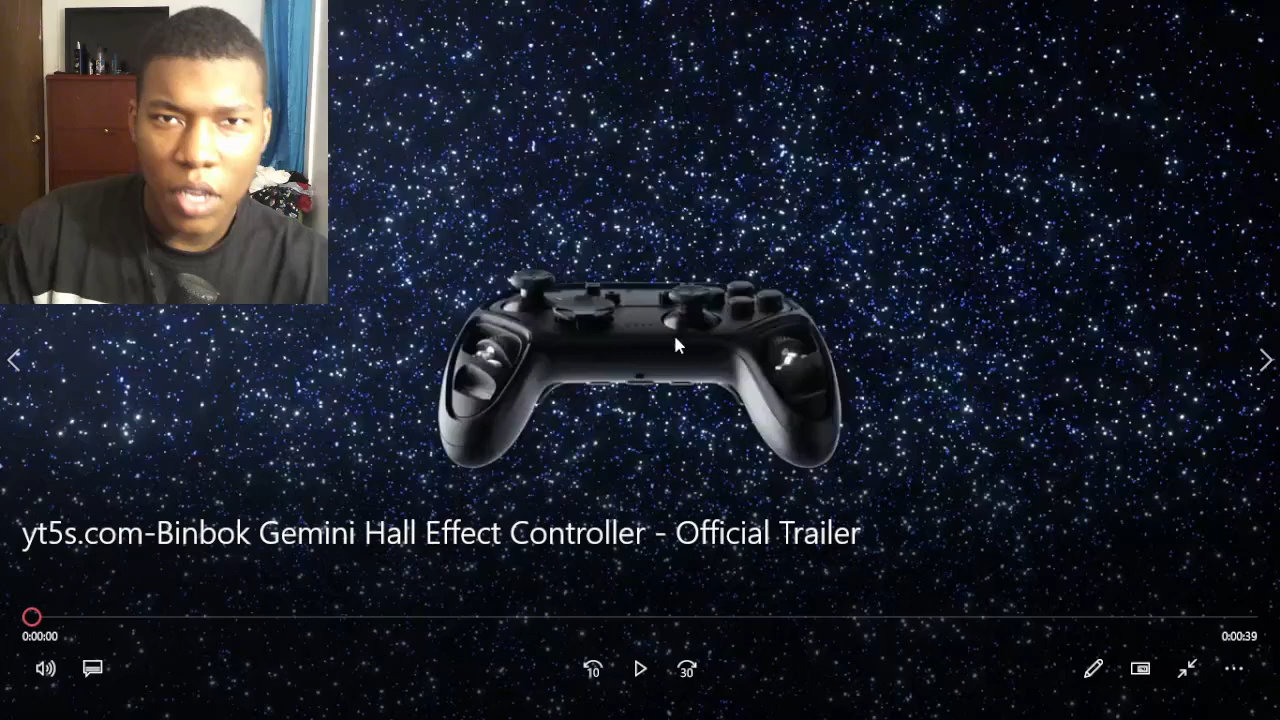 yt5s.com-Binbok Gemini Hall Effect Controller - Official Trailer
0:00:00
0:00:39
10
30